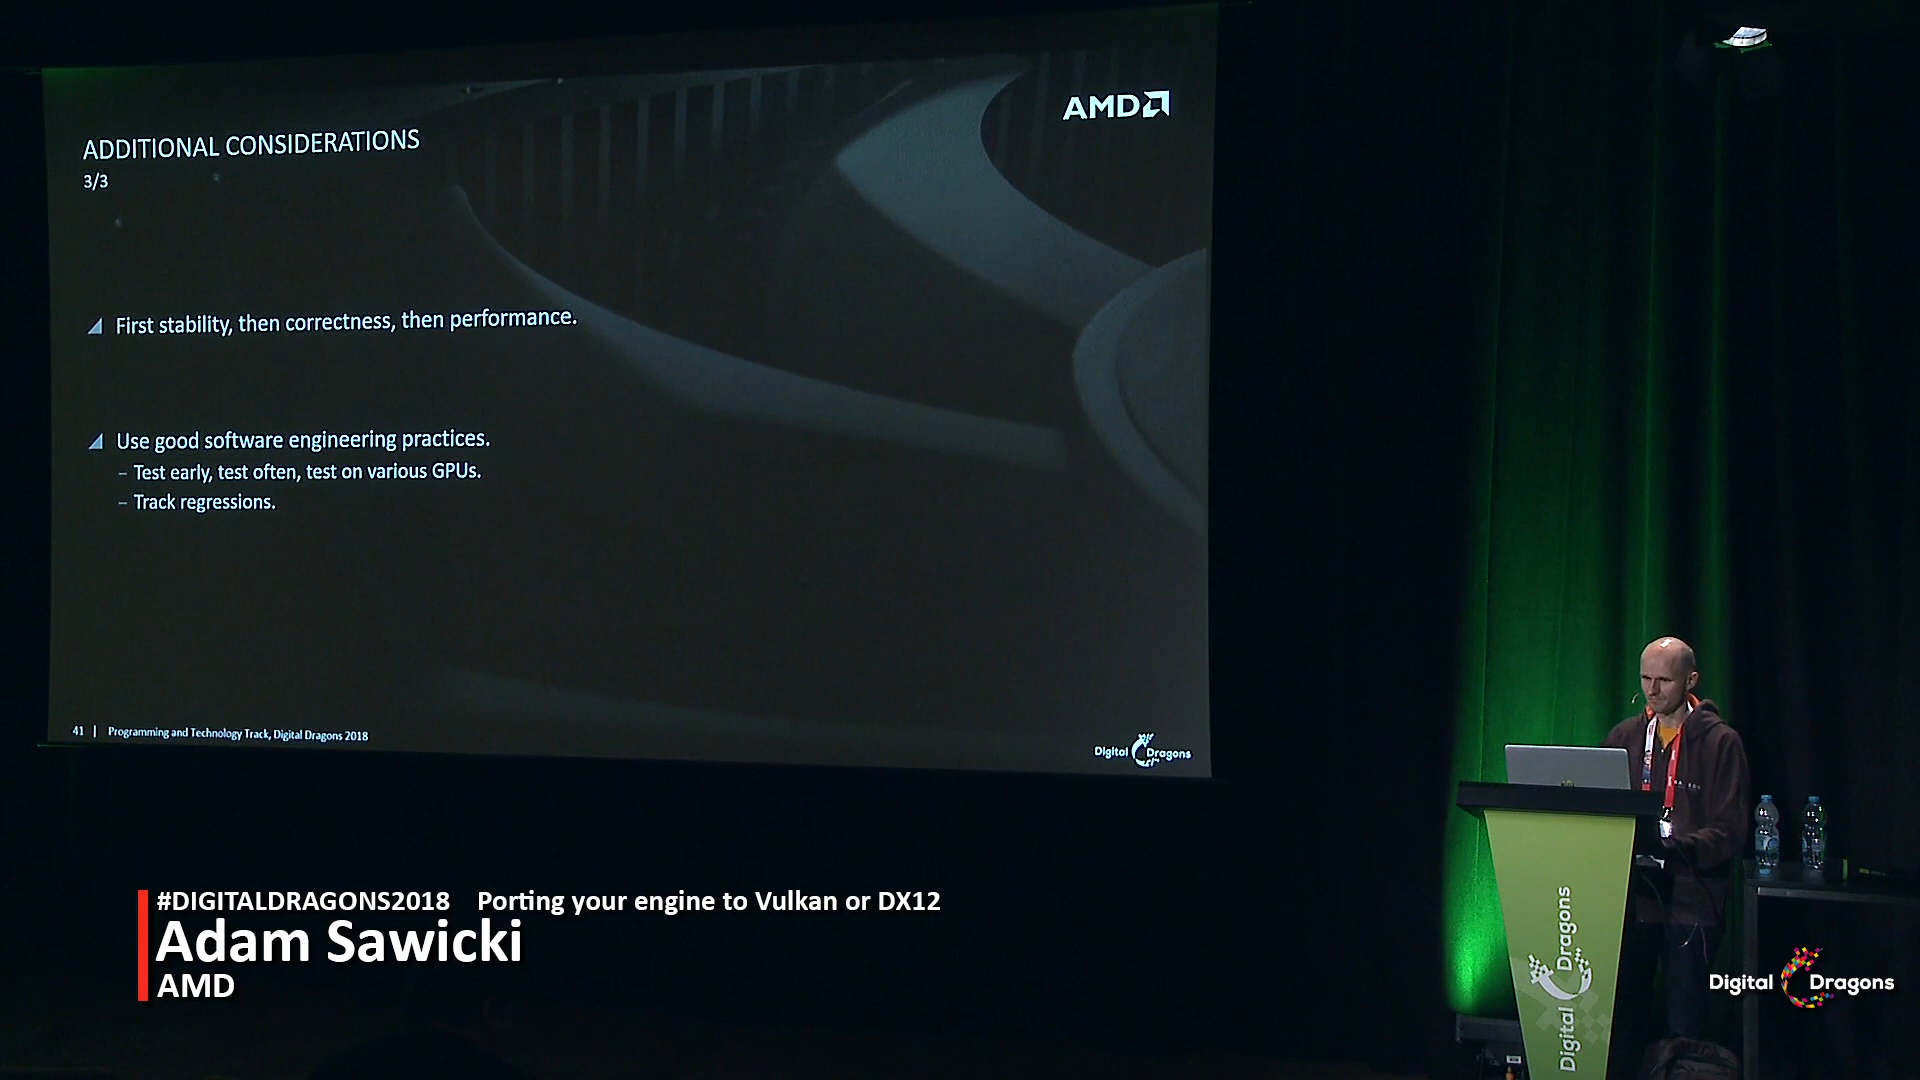 AMD
ADDITIONAL CONSIDERATIONS
3/3
First stability, then correctness, then performance.
Use good software engineering practices.
– Test early, test often, test on various GPUs.
– Track regressions.
41 | Programming and Technology Track, Digital Dragons 2018
Digital Dragons
#DIGITALDRAGONS2018 Porting your engine to Vulkan or DX12
Adam Sawicki
AMD
Digital Dragons
Digital Dragons